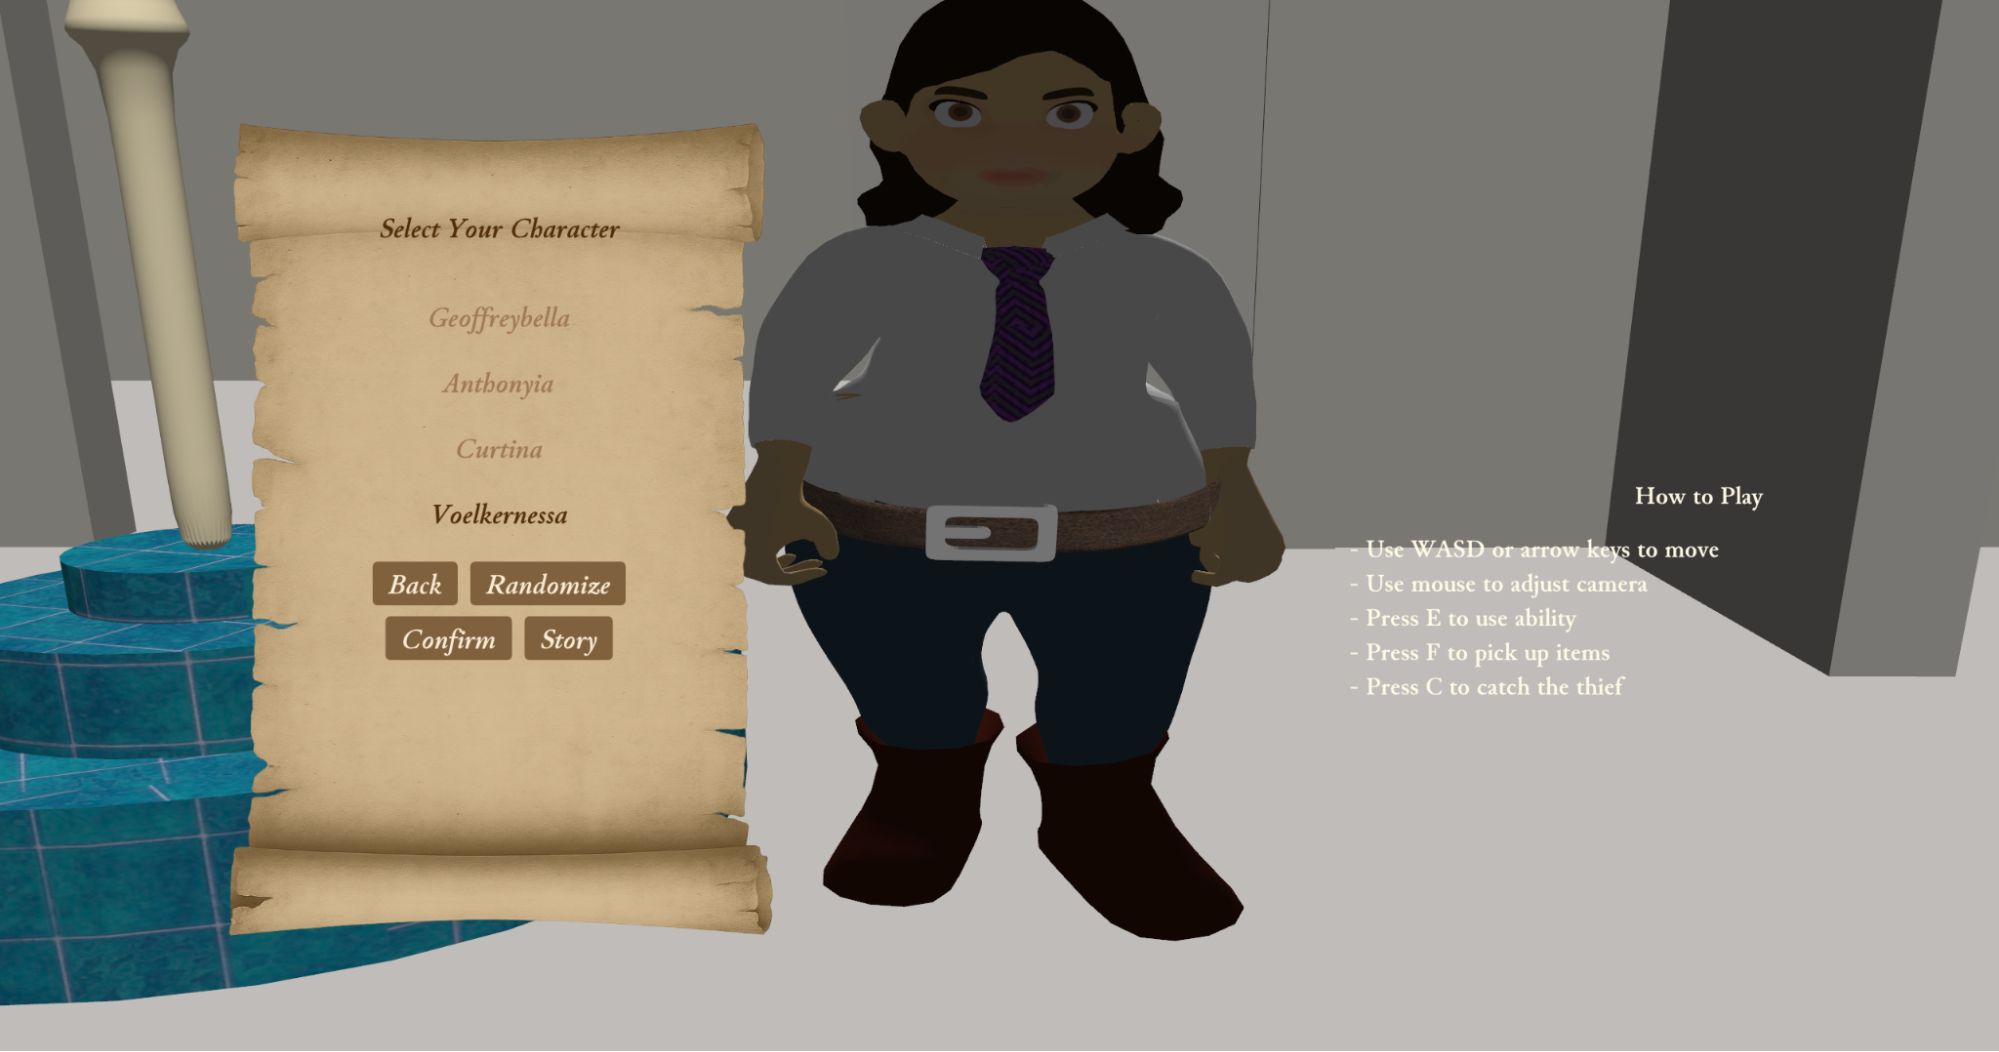 Select Your Character
Geoffreybella
Anthonyia
Curtina
Voelkernessa
Back
Randomize
Confirm
Story
How to Play
- Use WASD or arrow keys to move
- Use mouse to adjust camera
- Press E to use ability
- Press F to pick up items
- Press C to catch the thief